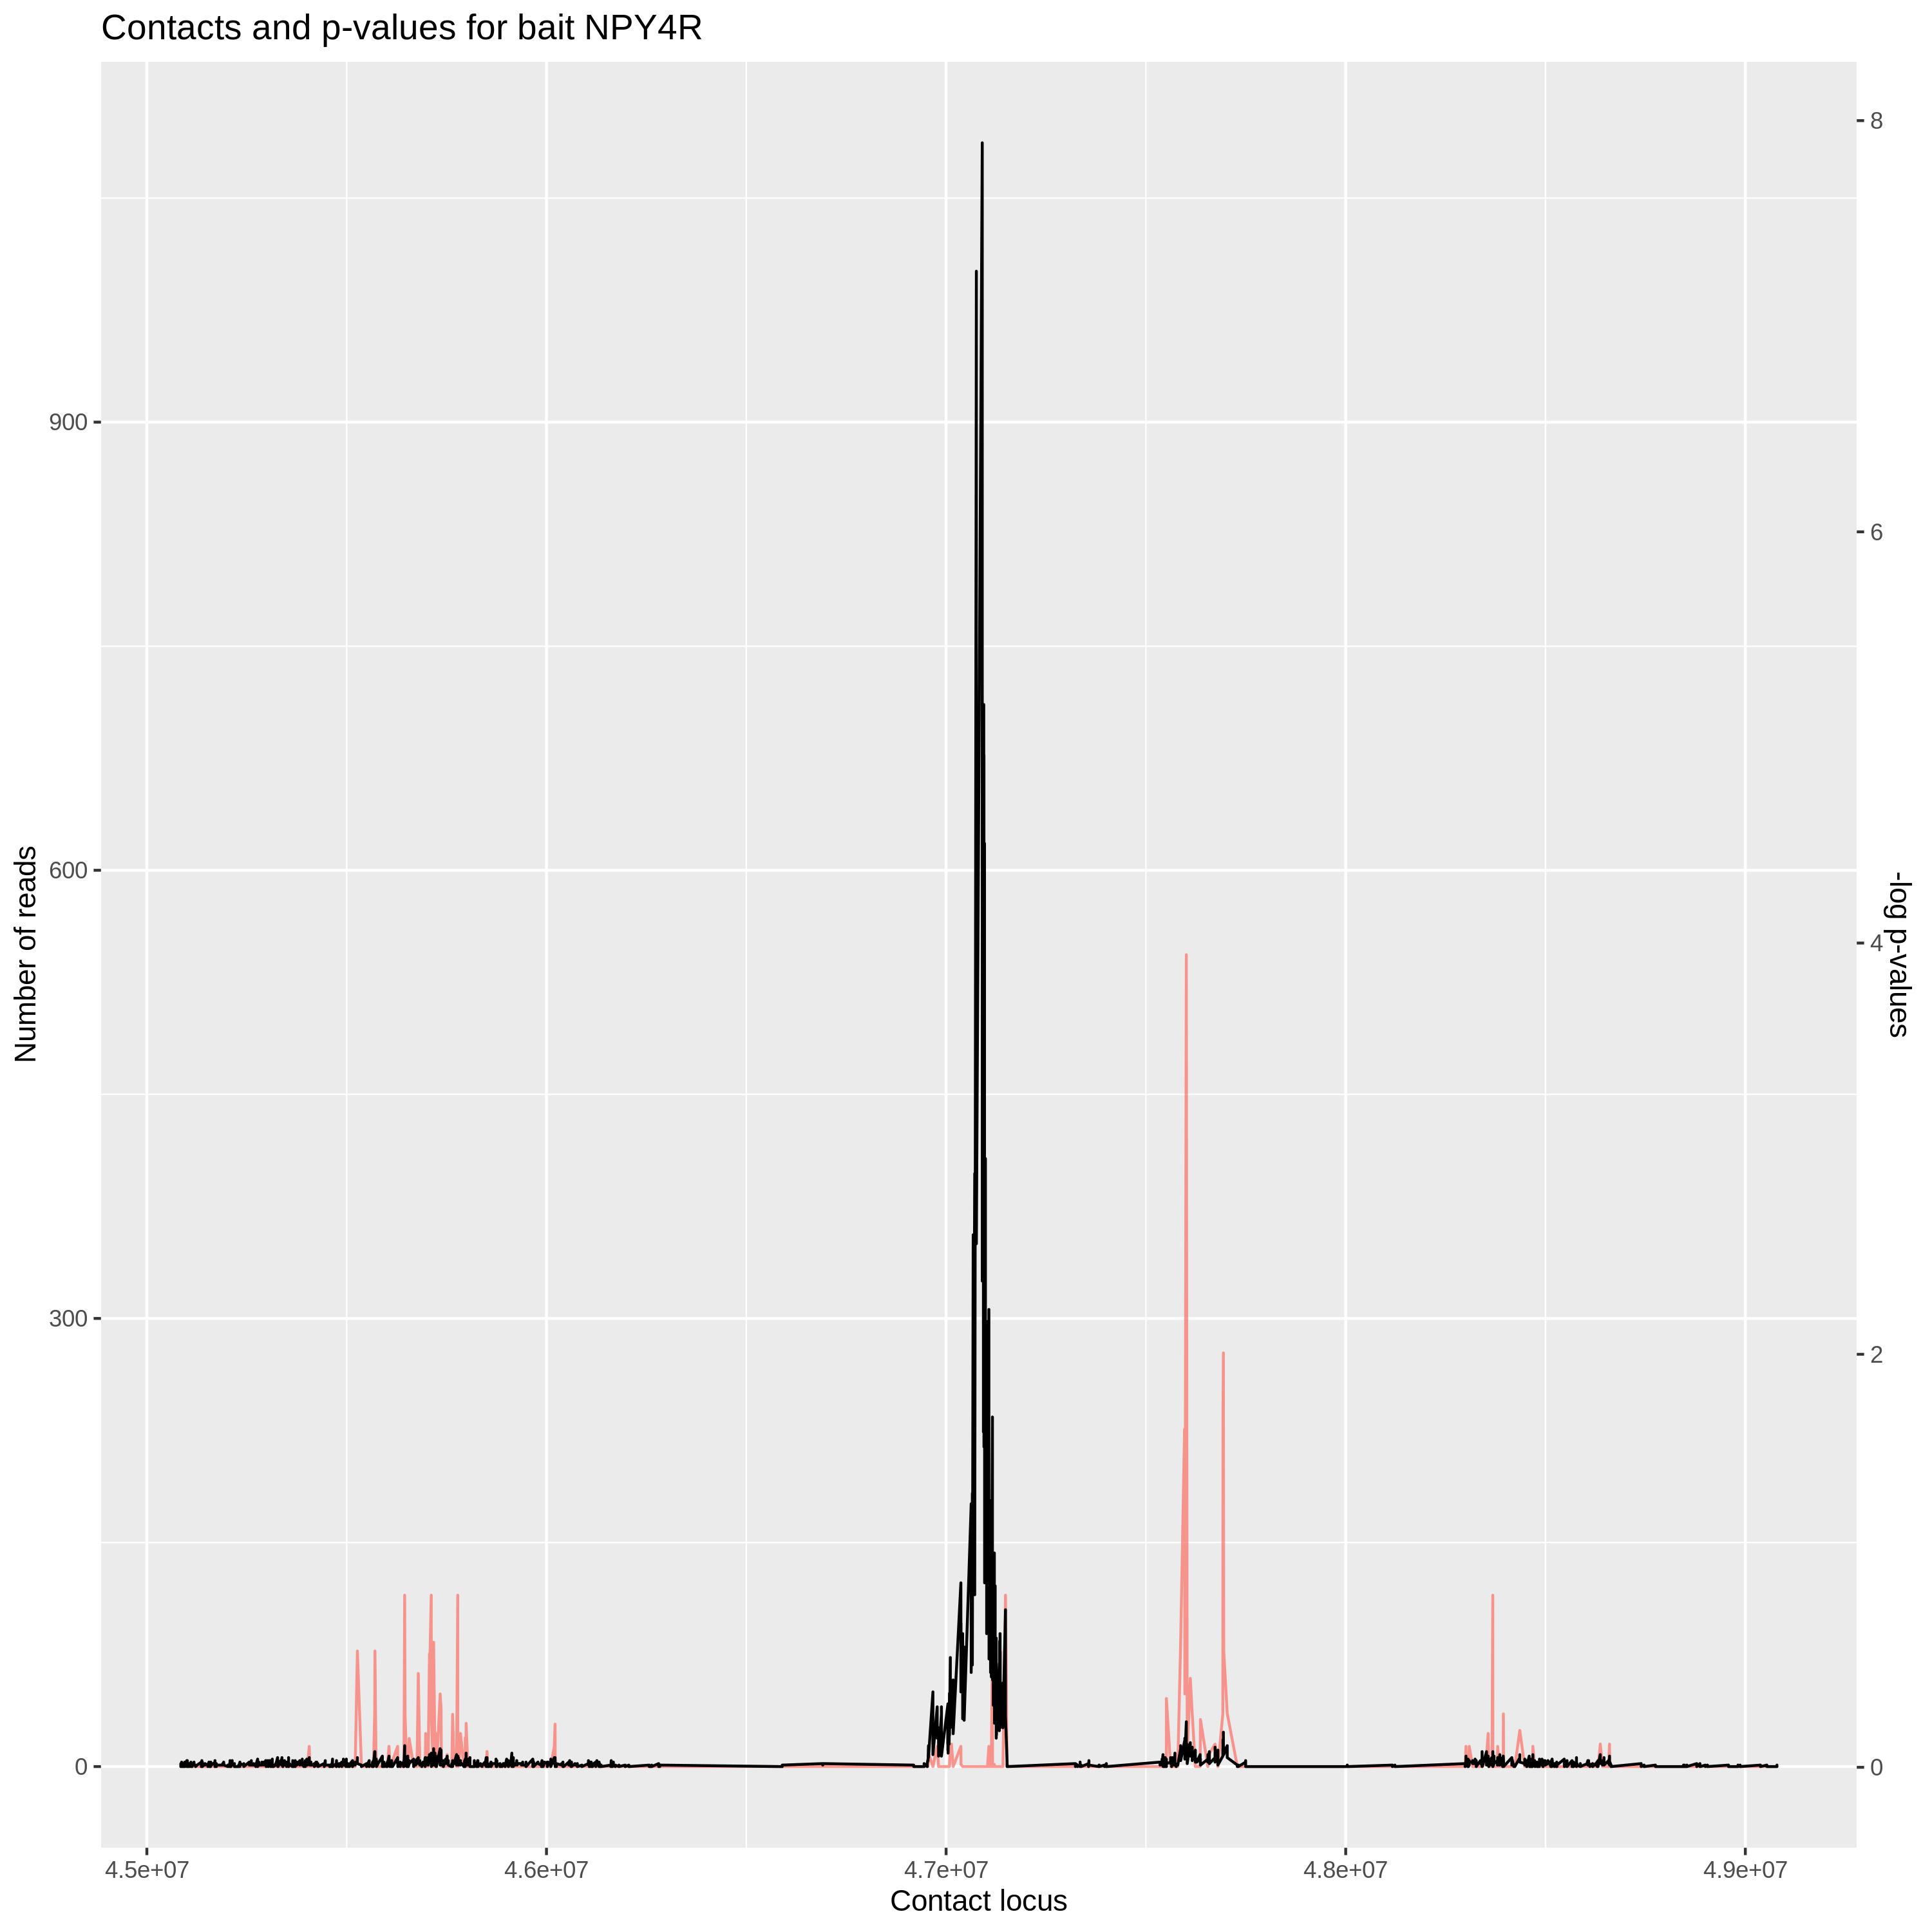 Contacts and p-values for bait NPY4R
Number of reads
900
600
300
0
8
6
4
2
0
-log p-values
4.5e+07
4.6e+07
4.7e+07
4.8e+07
4.9e+07
Contact locus